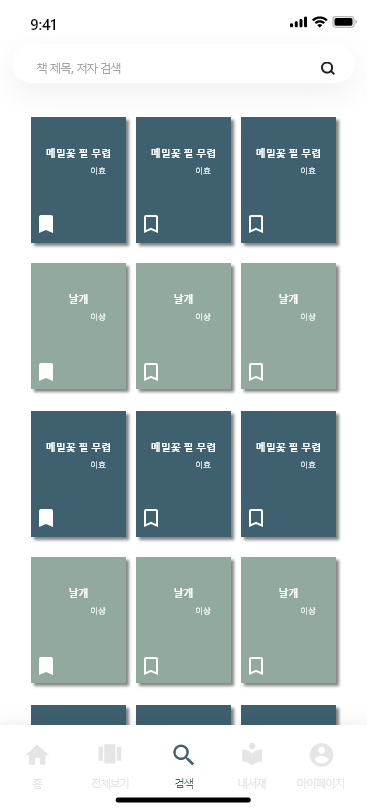 9:41
책 제목, 저자 검색
메밀꽃 필 무렵 메밀꽃 필 무렵 메밀꽃 필 무렵
이효 이효 이효
날개 날개 날개
이상 이상 이상
메밀꽃 필 무렵 메밀꽃 필 무렵 메밀꽃 필 무렵
이효 이효 이효
날개 날개 날개
이상 이상 이상
홈 전체보기 검색 내서재 마이페이지